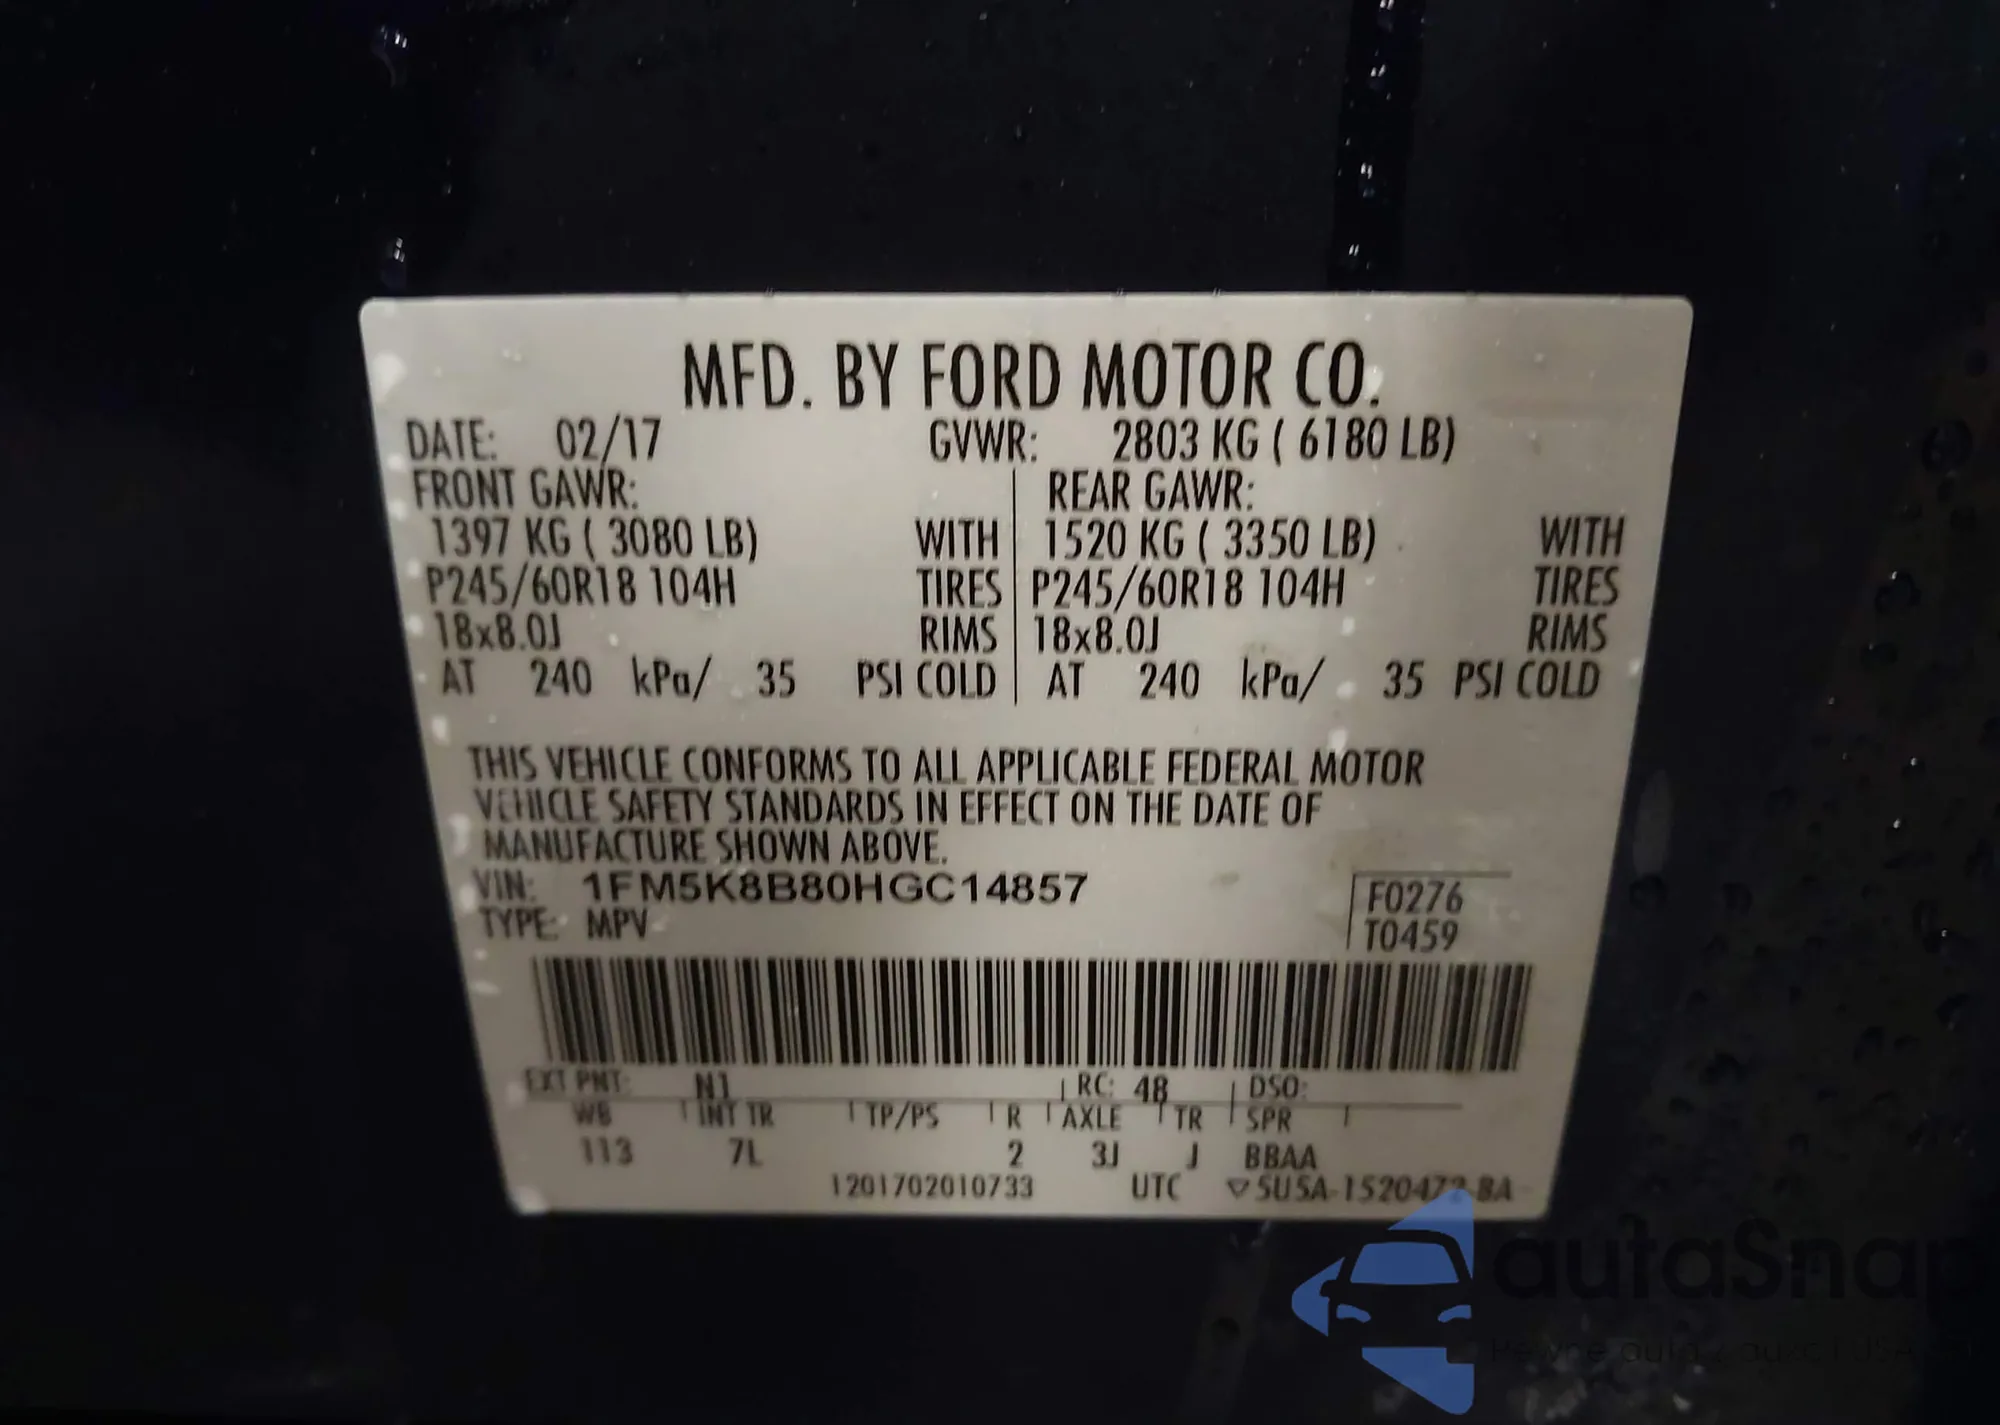 MFD. BY FORD MOTOR CO.
DATE: 02/17 GVWR: 2803 KG ( 6180 LB)
FRONT GAWR: REAR GAWR:
1397 KG ( 3080 LB) WITH 1520 KG ( 3350 LB) WITH
P245/60R18 104H TIRES P245/60R18 104H TIRES
18x8.0J RIMS 18x8.0J RIMS
AT 240 kPa/ 35 PSI COLD AT 240 kPa/ 35 PSI COLD
THIS VEHICLE CONFORMS TO ALL APPLICABLE FEDERAL MOTOR
VEHICLE SAFETY STANDARDS IN EFFECT ON THE DATE OF
MANUFACTURE SHOWN ABOVE.
VIN: 1FM5K8B80HGC14857 F0276
TYPE: MPV T0459
EXT PNT: N1 RC: 48 DSO:
WB INT TR TP/PS R AXLE TR SPR
113 7L 2 3J J BBAA
1201702010733 UTC ▽5U5A-1520472-BA
autaSnap